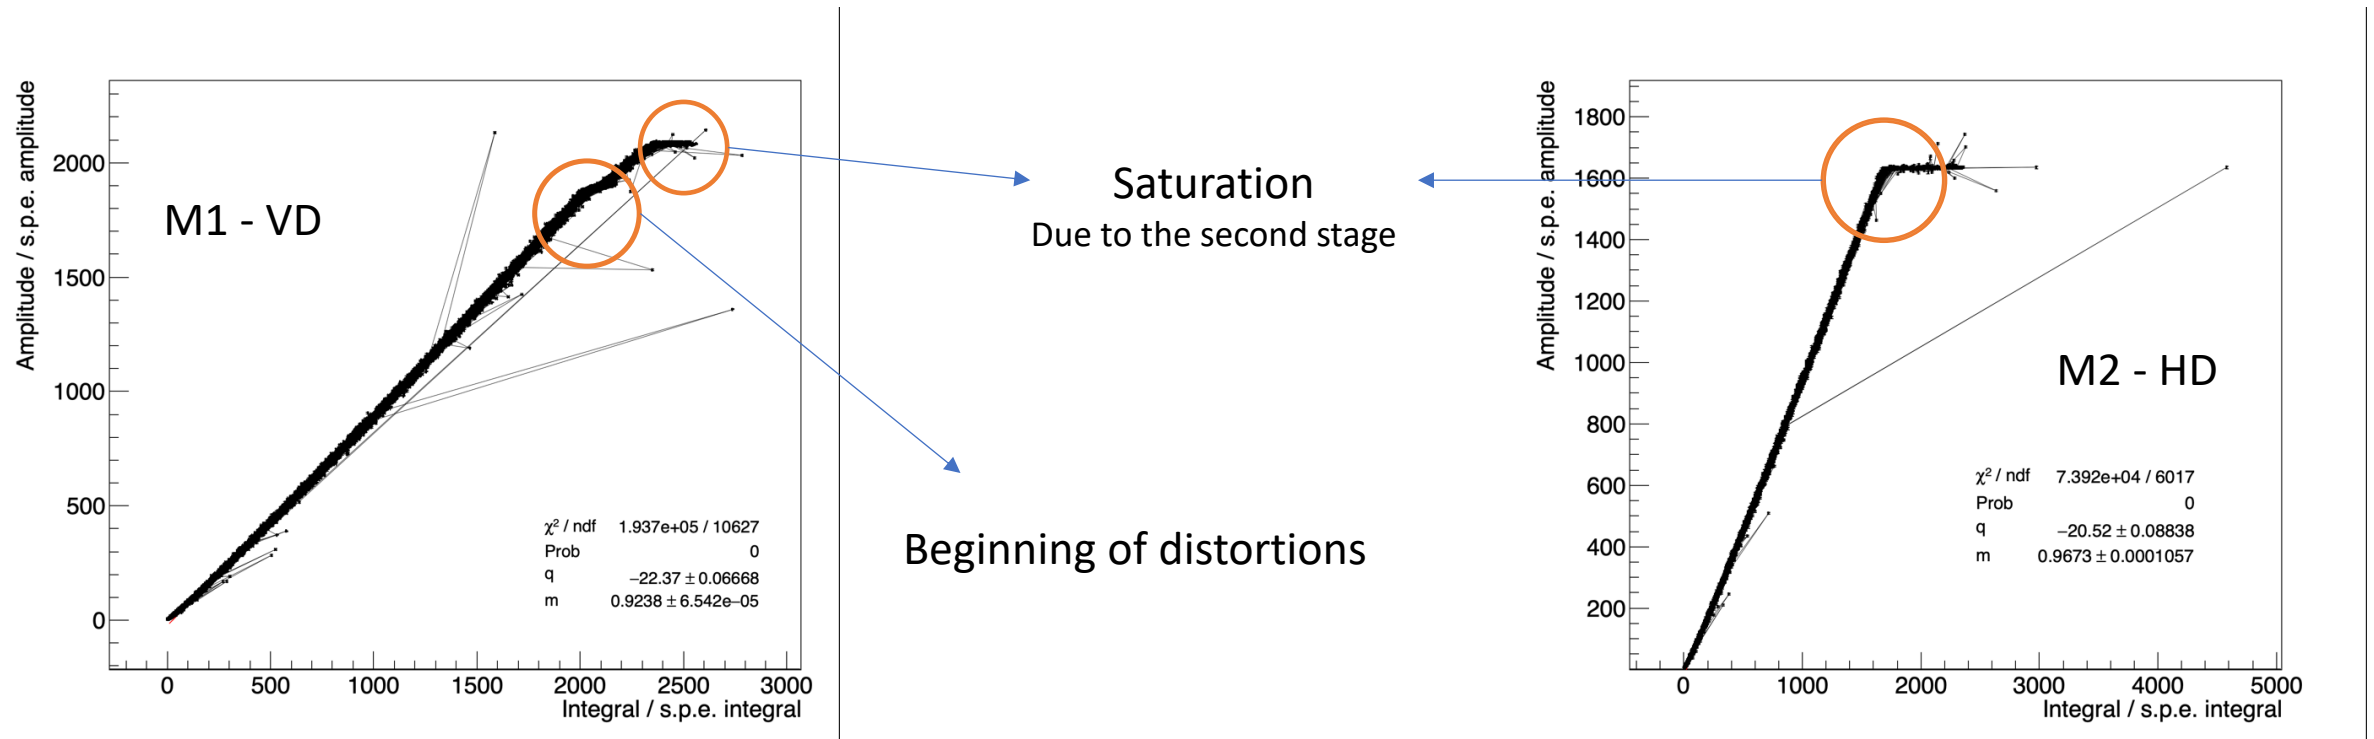 Amplitude / s.p.e. amplitude
2000
1500
1000
500
0
M1 - VD
χ² / ndf 1.937e+05 / 10627
Prob 0
q −22.37 ± 0.06668
m 0.9238 ± 6.542e−05
0 500 1000 1500 2000 2500 3000
Integral / s.p.e. integral
Saturation
Due to the second stage
Beginning of distortions
Amplitude / s.p.e. amplitude
1800
1600
1400
1200
1000
800
600
400
200
M2 - HD
χ² / ndf 7.392e+04 / 6017
Prob 0
q −20.52 ± 0.08838
m 0.9673 ± 0.0001057
0 1000 2000 3000 4000 5000
Integral / s.p.e. integral